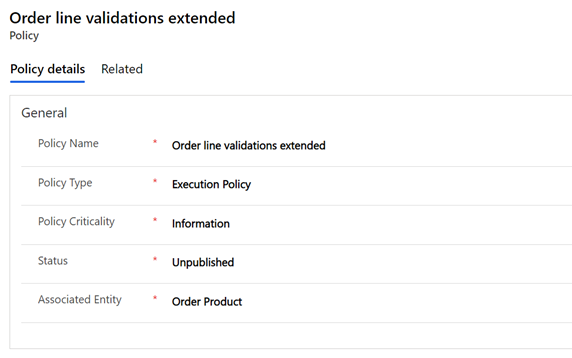 Order line validations extended
Policy
Policy details Related
General
Policy Name * Order line validations extended
Policy Type * Execution Policy
Policy Criticality * Information
Status * Unpublished
Associated Entity * Order Product